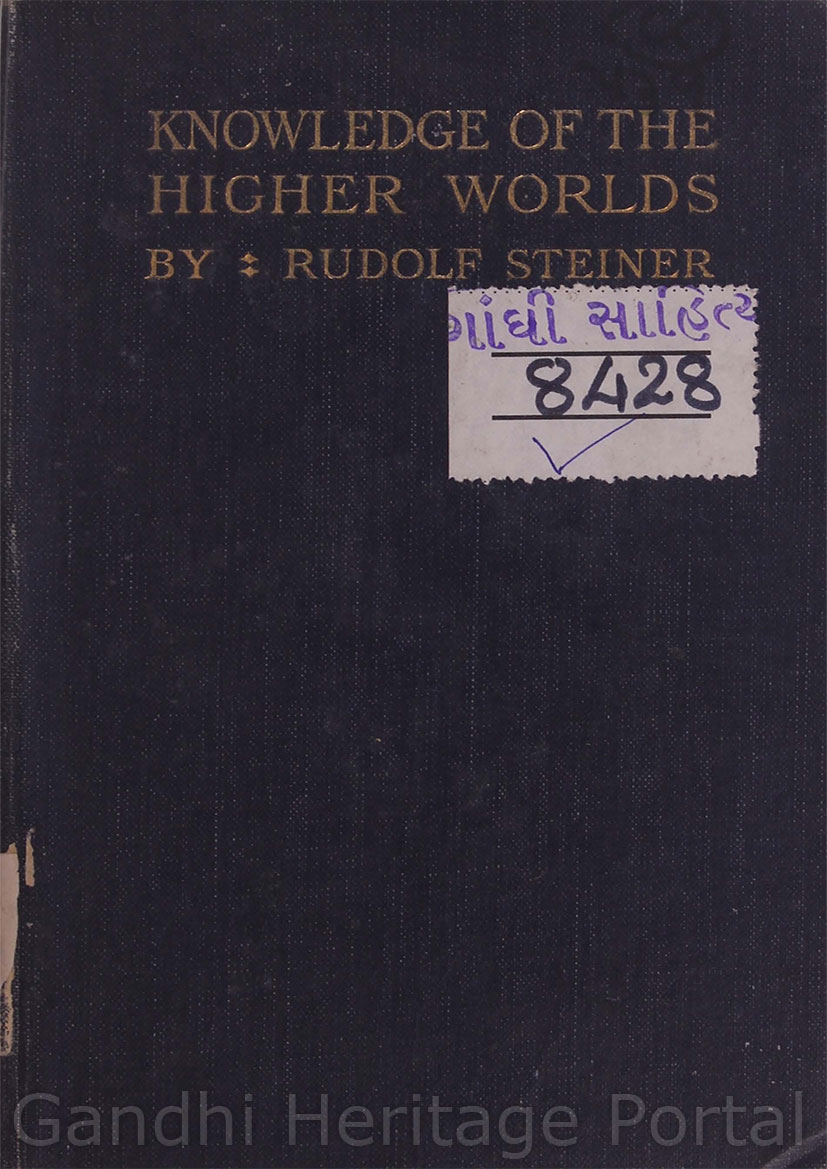 KNOWLEDGE OF THE
HIGHER WORLDS
BY : RUDOLF STEINER
ગાંધી સાહિત્ય
8428
Gandhi Heritage Portal